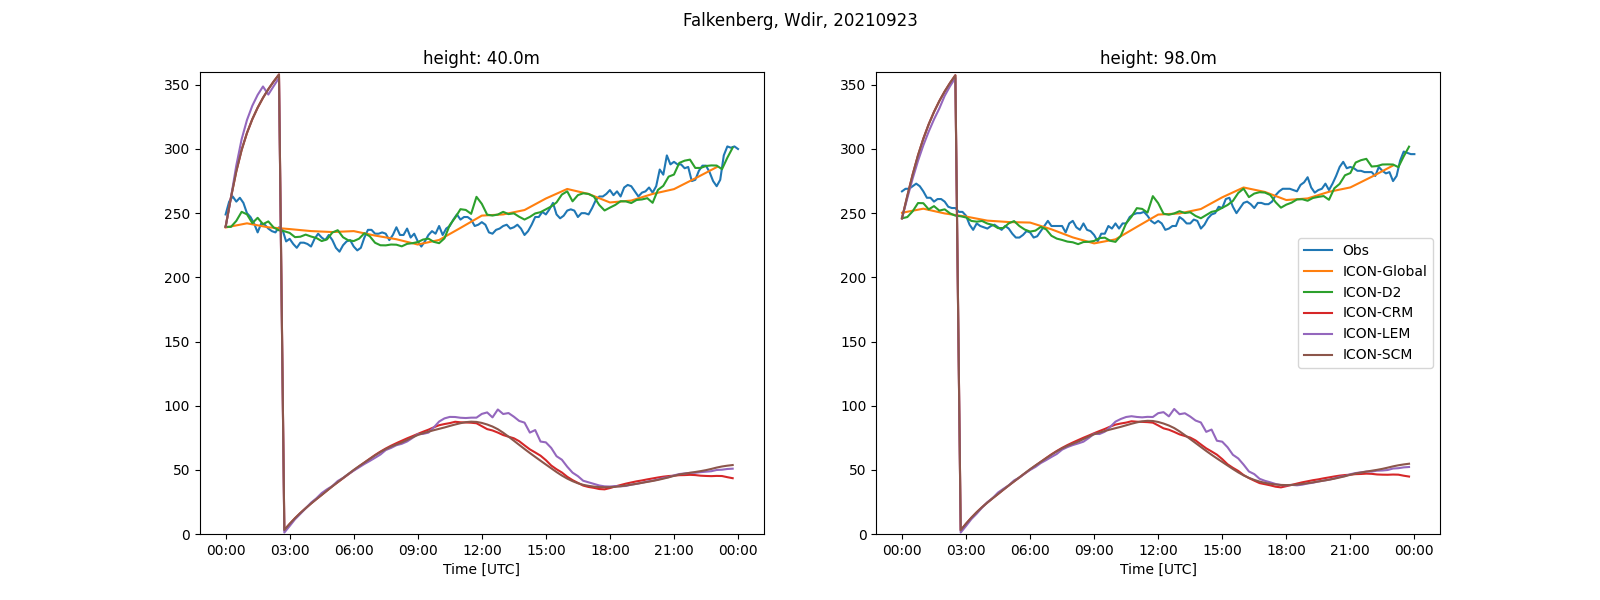 Falkenberg, Wdir, 20210923
height: 40.0m
350
300
250
200
150
100
50
0
00:00 03:00 06:00 09:00 12:00 15:00 18:00 21:00 00:00
Time [UTC]
height: 98.0m
350
300
250
200
150
100
50
0
Obs
ICON-Global
ICON-D2
ICON-CRM
ICON-LEM
ICON-SCM
00:00 03:00 06:00 09:00 12:00 15:00 18:00 21:00 00:00
Time [UTC]